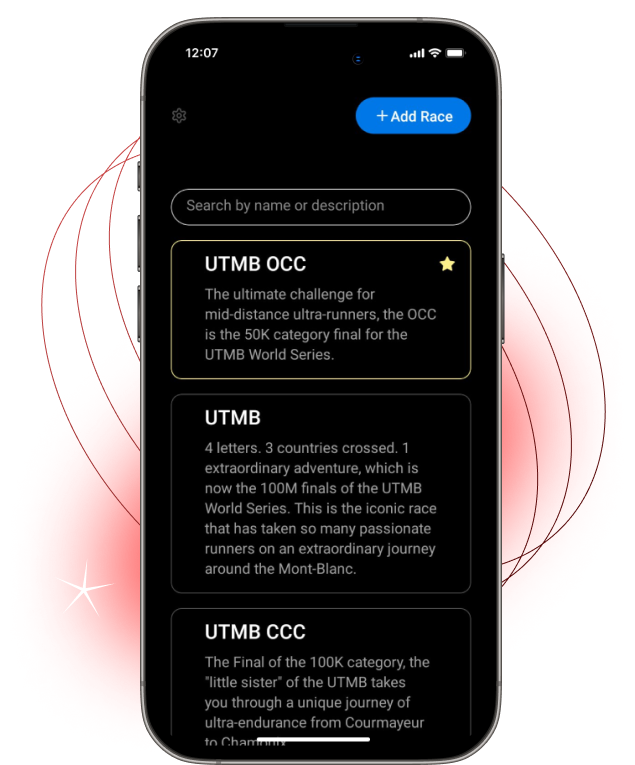 12:07
+ Add Race
Search by name or description
UTMB OCC
The ultimate challenge for
mid-distance ultra-runners, the OCC
is the 50K category final for the
UTMB World Series.
UTMB
4 letters. 3 countries crossed. 1
extraordinary adventure, which is
now the 100M finals of the UTMB
World Series. This is the iconic race
that has taken so many passionate
runners on an extraordinary journey
around the Mont-Blanc.
UTMB CCC
The Final of the 100K category, the
"little sister" of the UTMB takes
you through a unique journey of
ultra-endurance from Courmayeur
to Chamonix